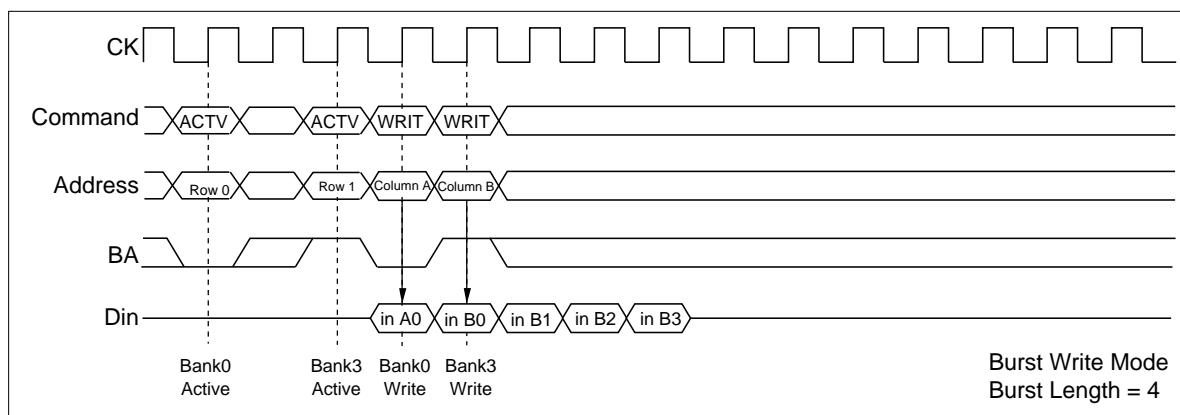 CK
Command
ACTV
ACTV
WRIT
WRIT
Address
Row 0
Row 1
Column A
Column B
BA
Din
in A0
in B0
in B1
in B2
in B3
Bank0
Active
Bank3
Active
Bank0
Write
Bank3
Write
Burst Write Mode
Burst Length = 4